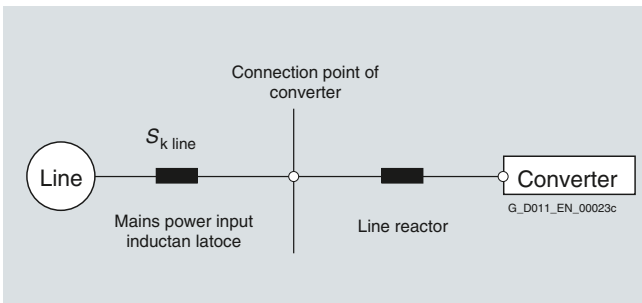 Connection point of
converter
S k line
Line
Converter
G_D011_EN_00023c
Mains power input
inductan latoce
Line reactor